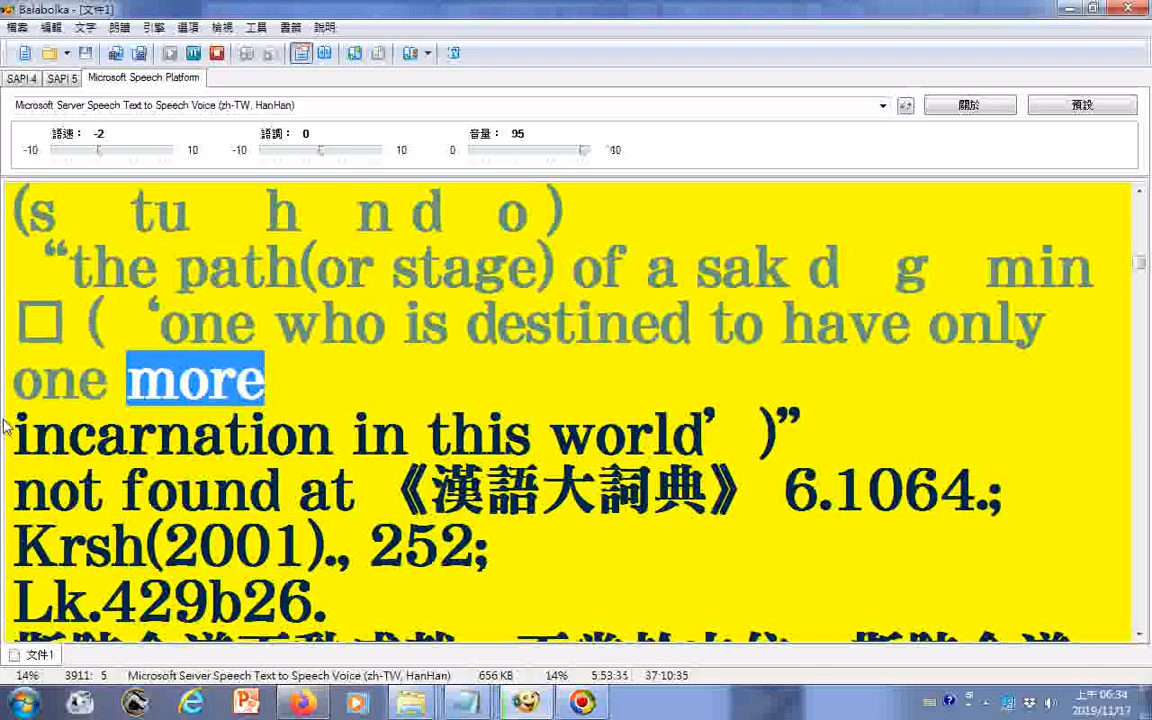 Balabolka - [文件1]
檔案 編輯 文字 朗讀 引擎 選項 檢視 工具 書籤 說明
SAPI 4 SAPI 5 Microsoft Speech Platform
Microsoft Server Speech Text to Speech Voice (zh-TW, HanHan)
關於 預設
語速： -2 語調： 0 音量： 95
-10 10 -10 10 0
(s tu h n d o )
“the path(or stage) of a sak d g min
□ ( ‘one who is destined to have only
one more
incarnation in this world’ )”
not found at 《漢語大詞典》 6.1064.;
Krsh(2001)., 252;
Lk.429b26.
文件1
14% 3911: 5 Microsoft Server Speech Text to Speech Voice (zh-TW, HanHan) 656 KB 14% 5:53:33 37:10:35
上午 06:34
2019/11/17